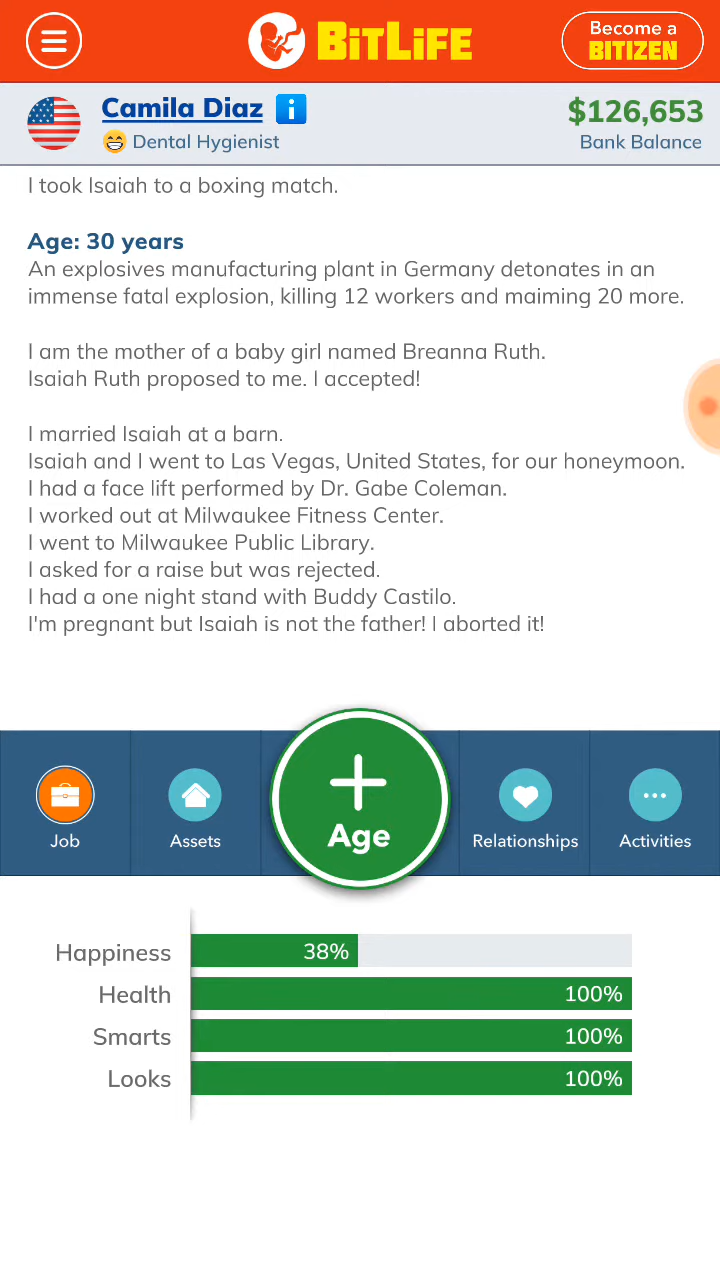 BiTLiFE
Become a
BITIZEN
Camila Diaz i
$126,653
Dental Hygienist
Bank Balance
I took Isaiah to a boxing match.
Age: 30 years
An explosives manufacturing plant in Germany detonates in an
immense fatal explosion, killing 12 workers and maiming 20 more.
I am the mother of a baby girl named Breanna Ruth.
Isaiah Ruth proposed to me. I accepted!
I married Isaiah at a barn.
Isaiah and I went to Las Vegas, United States, for our honeymoon.
I had a face lift performed by Dr. Gabe Coleman.
I worked out at Milwaukee Fitness Center.
I went to Milwaukee Public Library.
I asked for a raise but was rejected.
I had a one night stand with Buddy Castilo.
I'm pregnant but Isaiah is not the father! I aborted it!
Job
Assets
+
Age
Relationships
Activities
Happiness 38%
Health 100%
Smarts 100%
Looks 100%